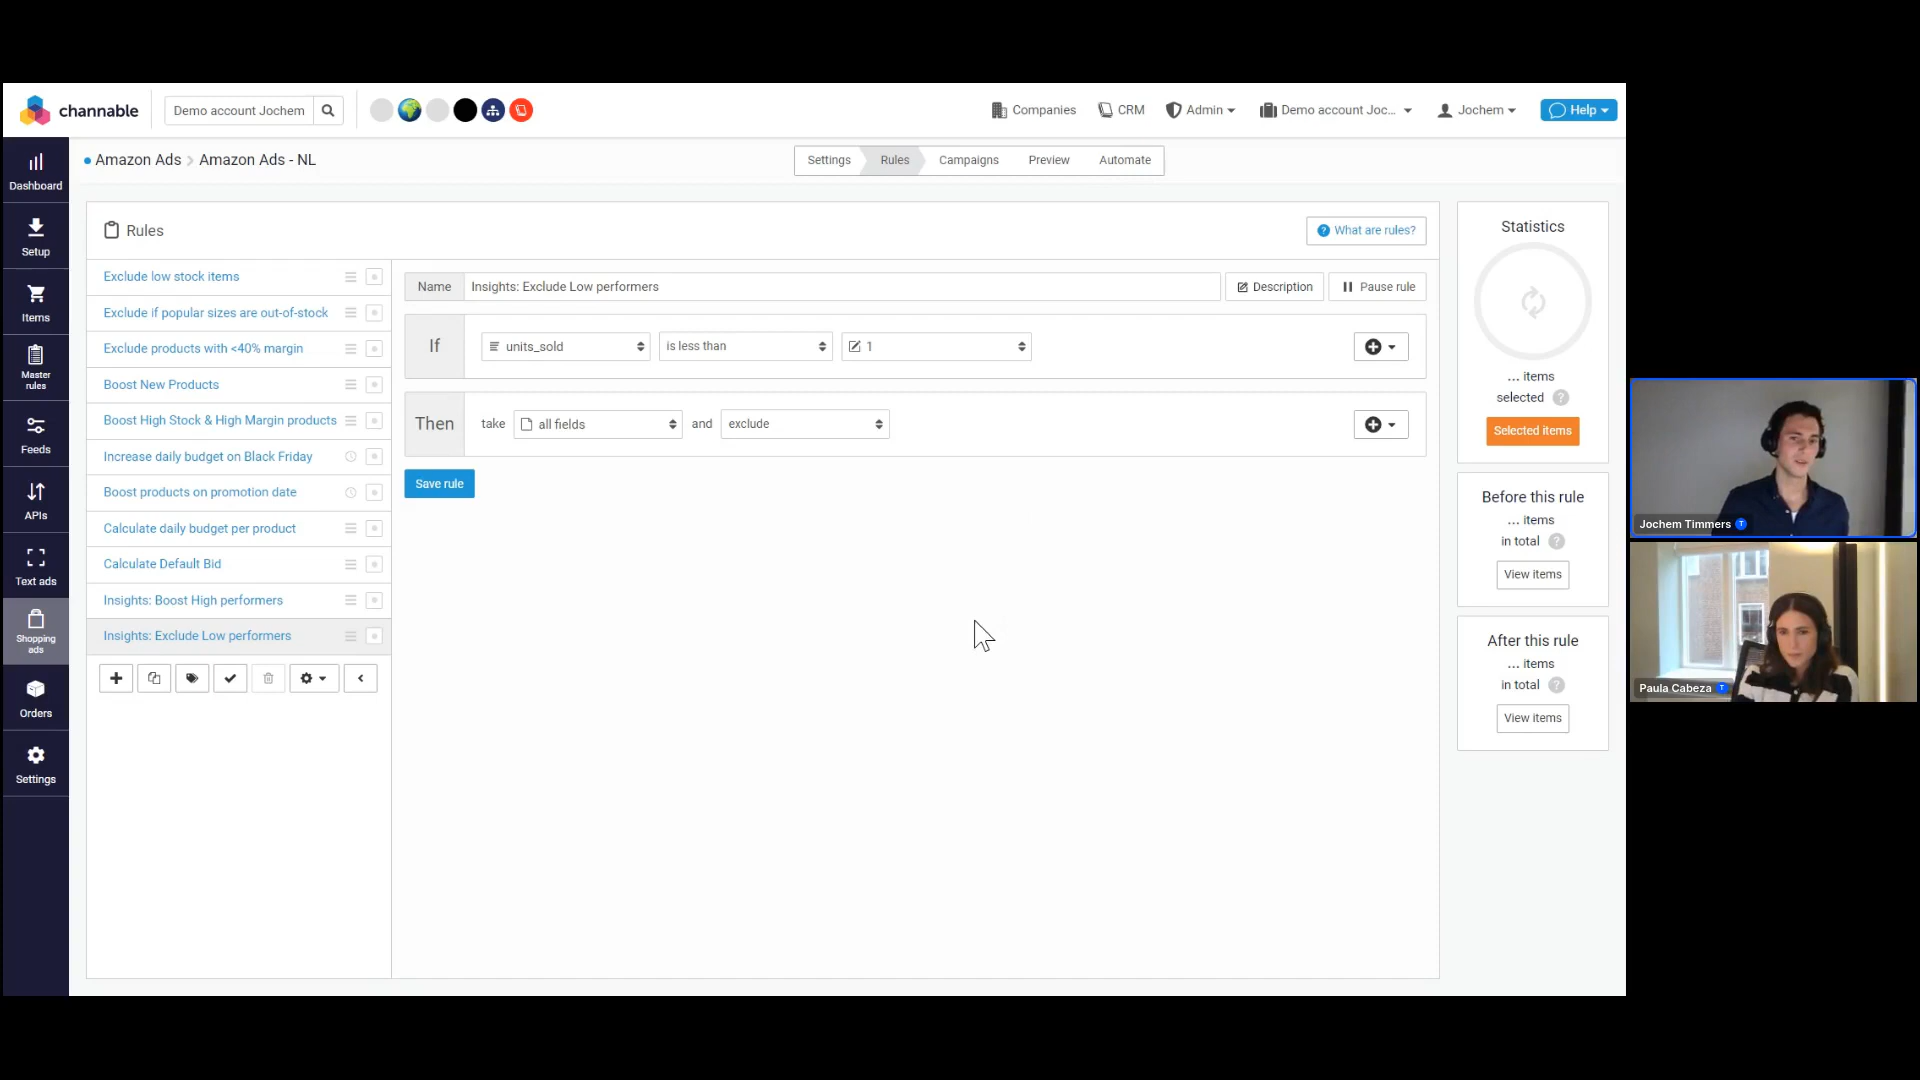 channable
Demo account Jochem
Companies
CRM
Admin
Demo account Joc...
Jochem
Help
Amazon Ads > Amazon Ads - NL
Settings
Rules
Campaigns
Preview
Automate
Dashboard
Setup
Items
Master
rules
Feeds
APIs
Text ads
Shopping
ads
Orders
Settings
Rules
What are rules?
Exclude low stock items
Exclude if popular sizes are out-of-stock
Exclude products with <40% margin
Boost New Products
Boost High Stock & High Margin products
Increase daily budget on Black Friday
Boost products on promotion date
Calculate daily budget per product
Calculate Default Bid
Insights: Boost High performers
Insights: Exclude Low performers
Name Insights: Exclude Low performers
Description
Pause rule
If units_sold is less than 1
Then take all fields and exclude
Save rule
Statistics
... items
selected ?
Selected items
Before this rule
... items
in total ?
View items
After this rule
... items
in total ?
View items
Jochem Timmers T
Paula Cabeza T